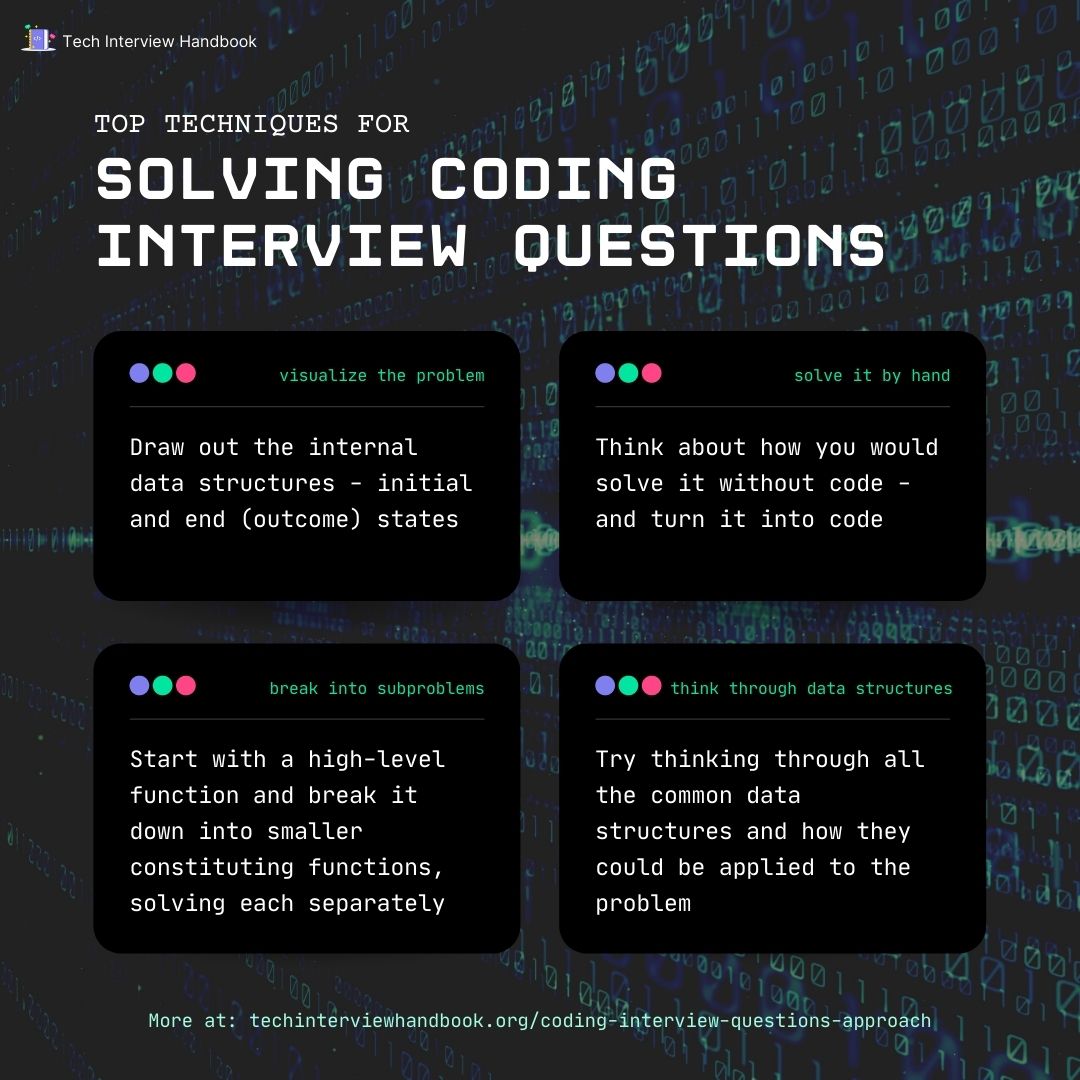 Tech Interview Handbook
TOP TECHNIQUES FOR
SOLVING CODING
INTERVIEW QUESTIONS
visualize the problem
Draw out the internal
data structures - initial
and end (outcome) states
solve it by hand
Think about how you would
solve it without code -
and turn it into code
break into subproblems
Start with a high-level
function and break it
down into smaller
constituting functions,
solving each separately
think through data structures
Try thinking through all
the common data
structures and how they
could be applied to the
problem
More at: techinterviewhandbook.org/coding-interview-questions-approach